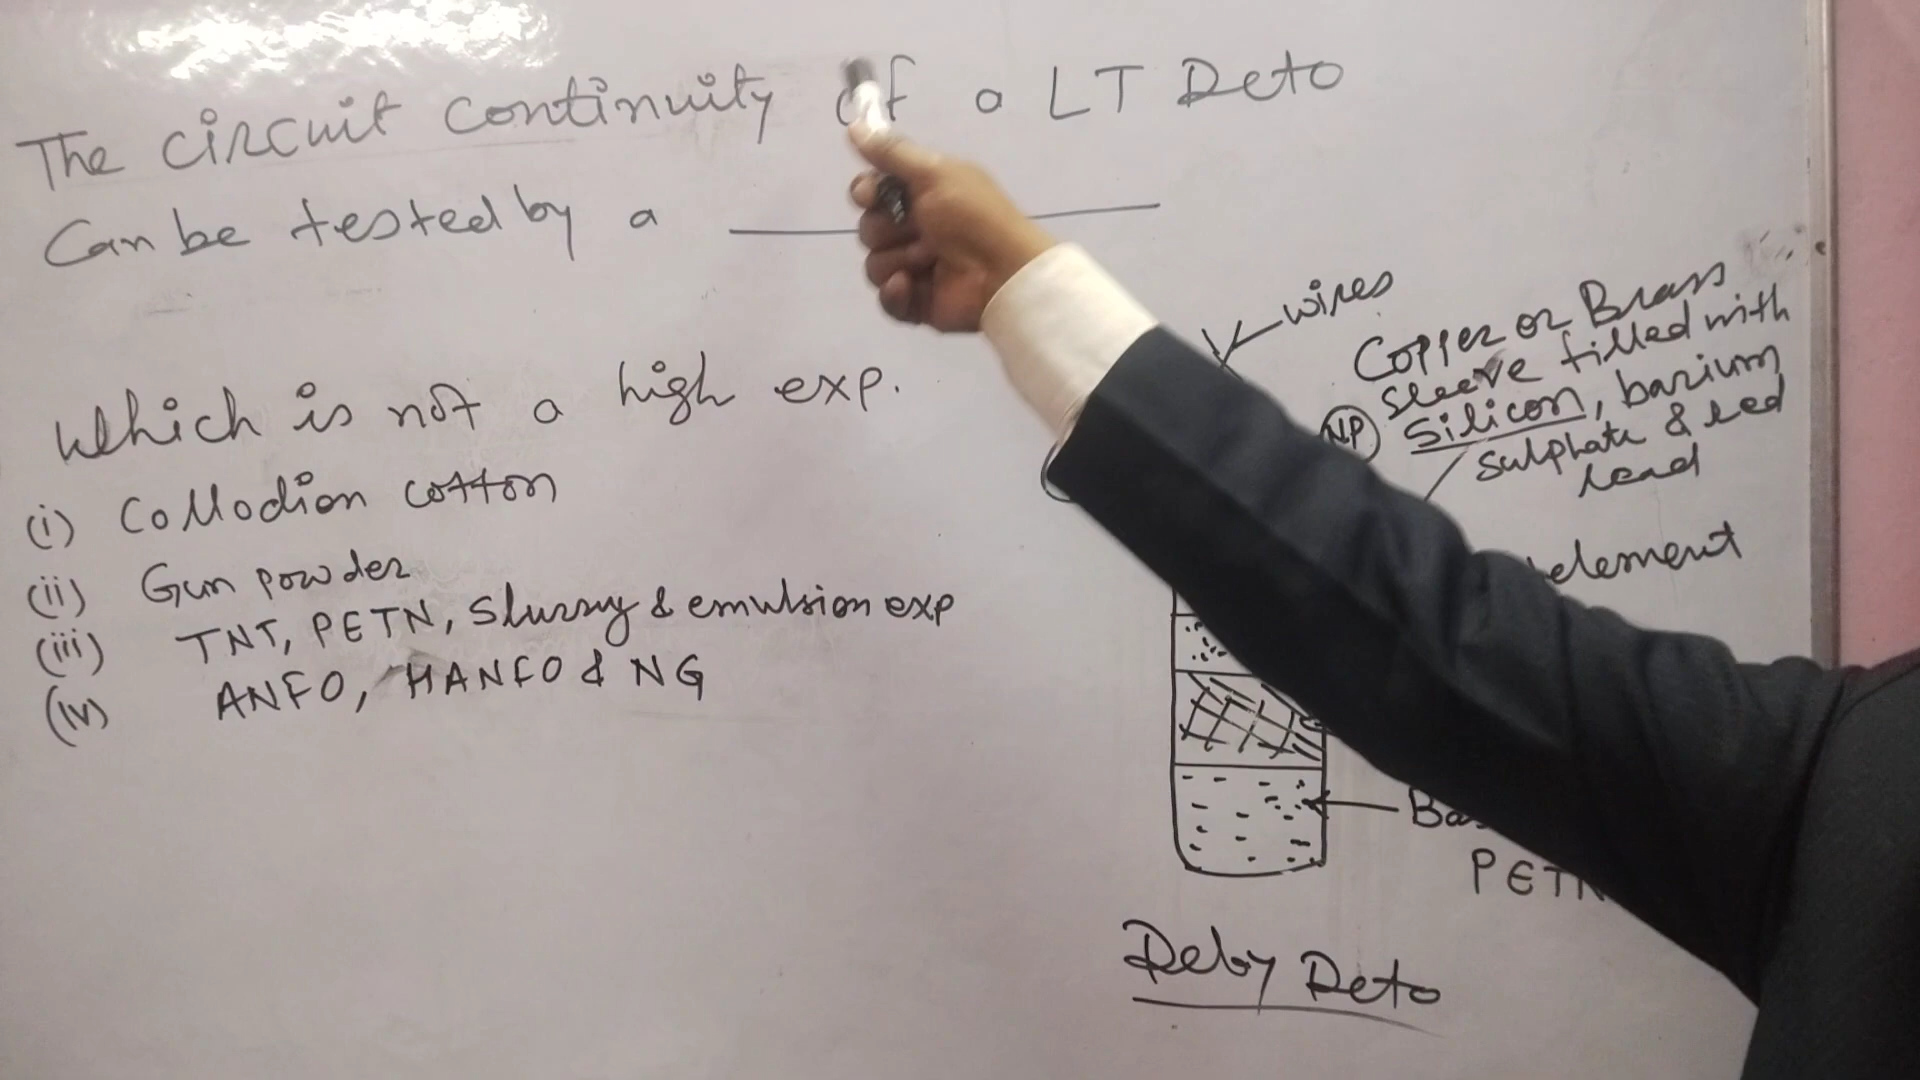 The circuit continuity of a LT Deto
Can be tested by a
Which is not a high exp.
(i) Collodian cotton
(ii) Gun powder
(iii) TNT, PETN, Slurry & emulsion exp
(iv) ANFO, HANFO & NG
wires
Copper or Brass
sleeve filled with
NP
Silicon, barium
sulphate & red
lead
element
Ba
PETN
Delay Deto